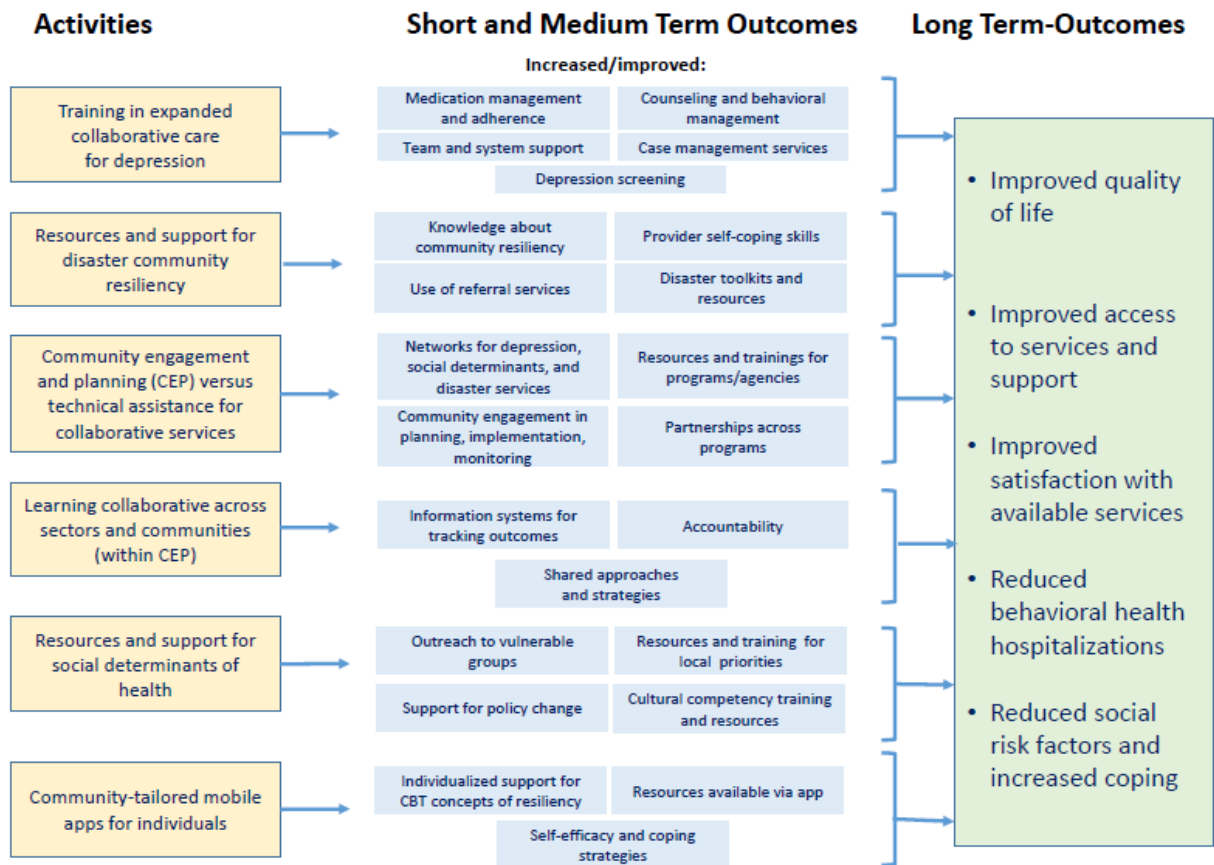 Activities
Short and Medium Term Outcomes
Long Term-Outcomes
Increased/improved:
Training in expanded
collaborative care
for depression
Medication management
and adherence
Counseling and behavioral
management
Team and system support
Case management services
Depression screening
Resources and support for
disaster community
resiliency
Knowledge about
community resiliency
Provider self-coping skills
Use of referral services
Disaster toolkits and
resources
Community engagement
and planning (CEP) versus
technical assistance for
collaborative services
Networks for depression,
social determinants, and
disaster services
Resources and trainings for
programs/agencies
Community engagement in
planning, implementation,
monitoring
Partnerships across
programs
Learning collaborative across
sectors and communities
(within CEP)
Information systems for
tracking outcomes
Accountability
Shared approaches
and strategies
Resources and support for
social determinants of
health
Outreach to vulnerable
groups
Resources and training for
local priorities
Support for policy change
Cultural competency training
and resources
Community-tailored mobile
apps for individuals
Individualized support for
CBT concepts of resiliency
Resources available via app
Self-efficacy and coping
strategies
• Improved quality
of life
• Improved access
to services and
support
• Improved
satisfaction with
available services
• Reduced
behavioral health
hospitalizations
• Reduced social
risk factors and
increased coping